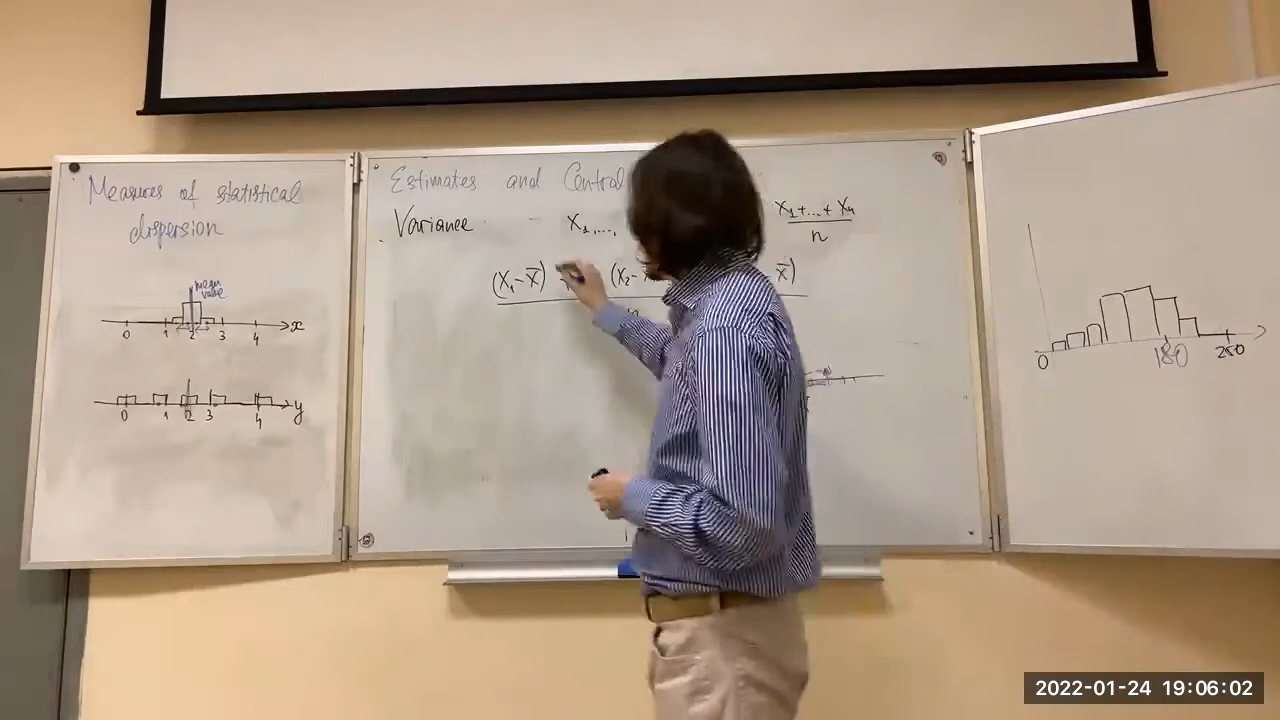 Measures of statistical
dispersion
mean
value
0 1 2 3 4 x
0 1 2 3 4 y
Estimates and Central
Variance - X₁,..., X₁+...+Xn
n
(X₁-X̄) (X₂- X̄)
n
0 180 250
2022-01-24 19:06:02